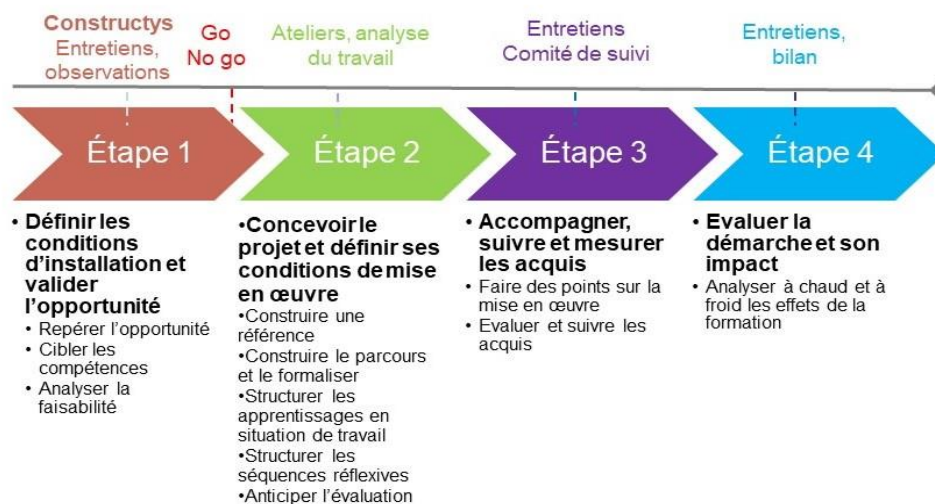 Constructys
Entretiens,
observations
Go
No go
Ateliers, analyse
du travail
Entretiens
Comité de suivi
Entretiens,
bilan
Étape 1
Étape 2
Étape 3
Étape 4
• Définir les
conditions
d’installation et
valider
l’opportunité
• Repérer l’opportunité
• Cibler les
compétences
• Analyser la
faisabilité
•Concevoir le
projet et définir ses
conditions de mise
en œuvre
•Construire une
référence
•Construire le parcours
et le formaliser
•Structurer les
apprentissages en
situation de travail
•Structurer les
séquences réflexives
•Anticiper l’évaluation
• Accompagner,
suivre et mesurer
les acquis
• Faire des points sur la
mise en œuvre
• Evaluer et suivre les
acquis
• Evaluer la
démarche et son
impact
• Analyser à chaud et à
froid les effets de la
formation